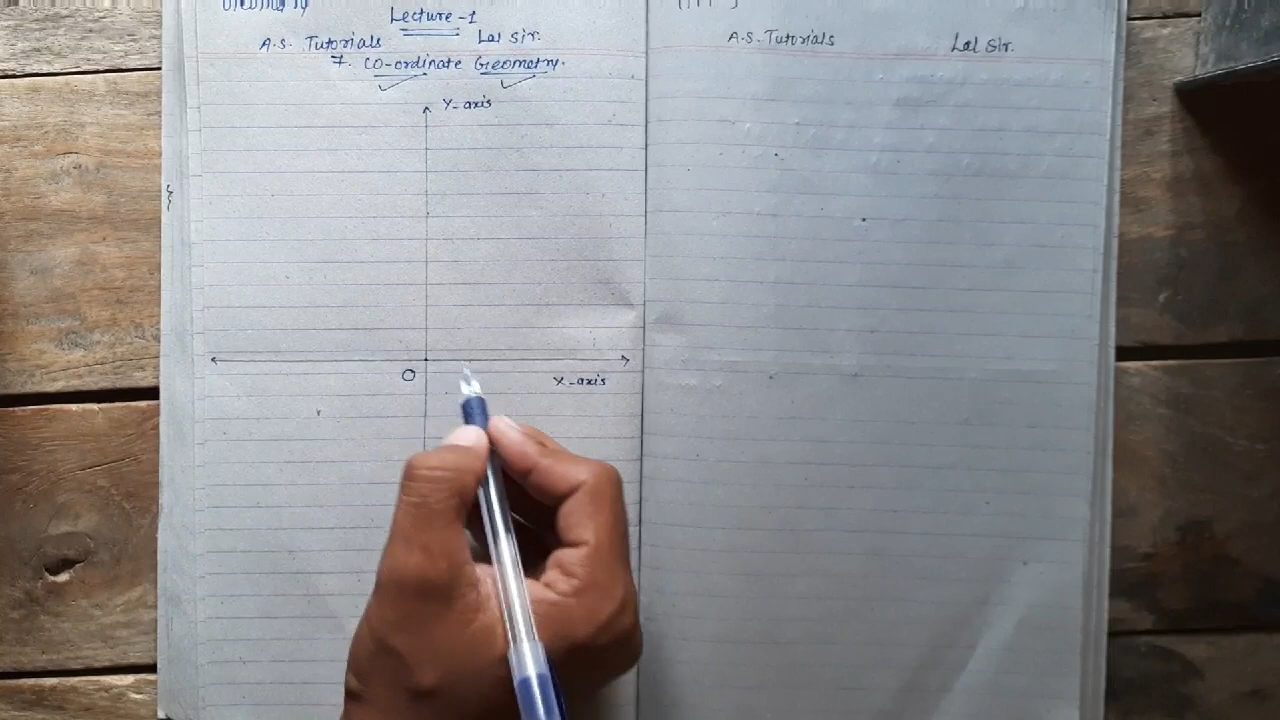 Lecture - 1
A.S. Tutorials Lal Sir.
7. Co-ordinate Geometry.
Y-axis
O
X-axis
A.S. Tutorials Lal Sir.